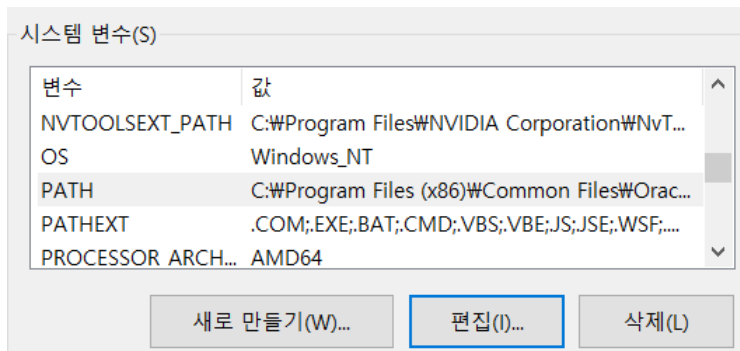 시스템 변수(S)
변수 값
NVTOOLSEXT_PATH C:₩Program Files₩NVIDIA Corporation₩NvT...
OS Windows_NT
PATH C:₩Program Files (x86)₩Common Files₩Orac...
PATHEXT .COM;.EXE;.BAT;.CMD;.VBS;.VBE;.JS;.JSE;.WSF;....
PROCESSOR_ARCH... AMD64
새로 만들기(W)... 편집(I)... 삭제(L)